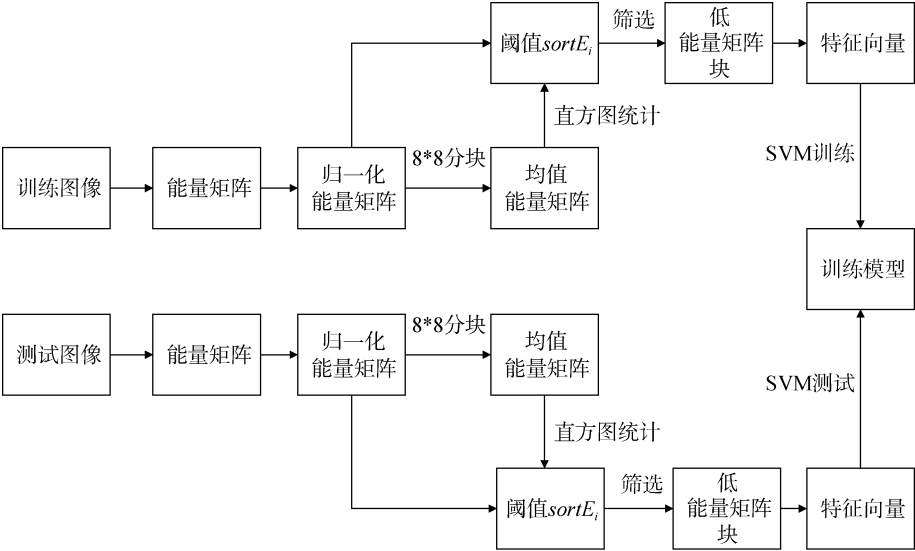 阈值sortEi
筛选
低
能量矩阵
块
特征向量
直方图统计
SVM训练
训练图像
能量矩阵
归一化
能量矩阵
8*8分块
均值
能量矩阵
训练模型
测试图像
能量矩阵
归一化
能量矩阵
8*8分块
均值
能量矩阵
SVM测试
直方图统计
阈值sortEi
筛选
低
能量矩阵
块
特征向量